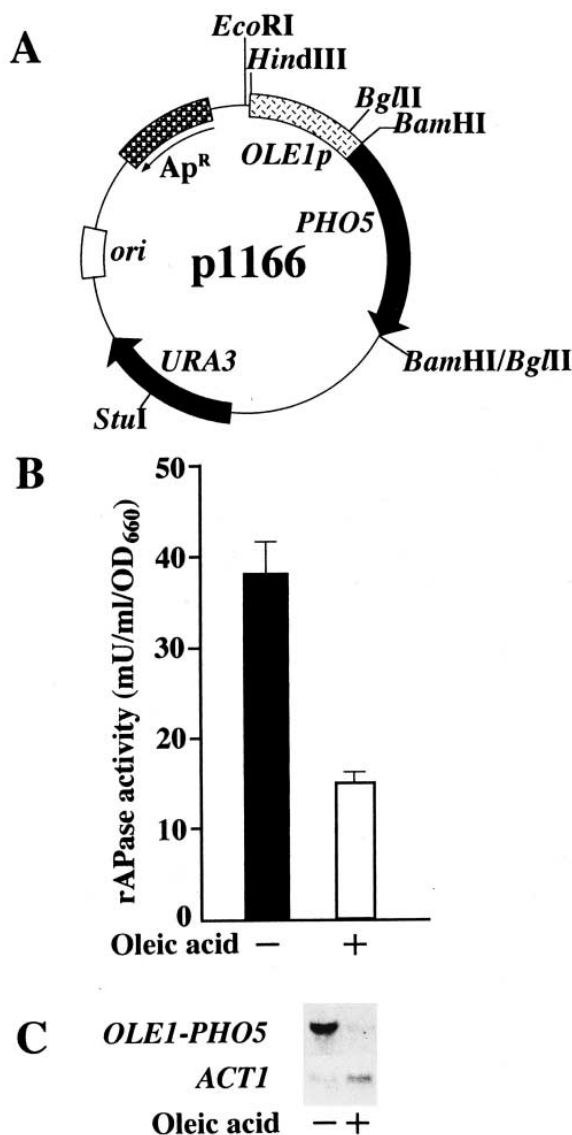 A
EcoRI
HindIII
BglII
BamHI
OLE1p
Ap^R
PHO5
ori
p1166
BamHI/BglII
URA3
StuI
B
rAPase activity (mU/ml/OD660)
50
40
30
20
10
0
Oleic acid − +
C
OLE1-PHO5
ACT1
Oleic acid − +